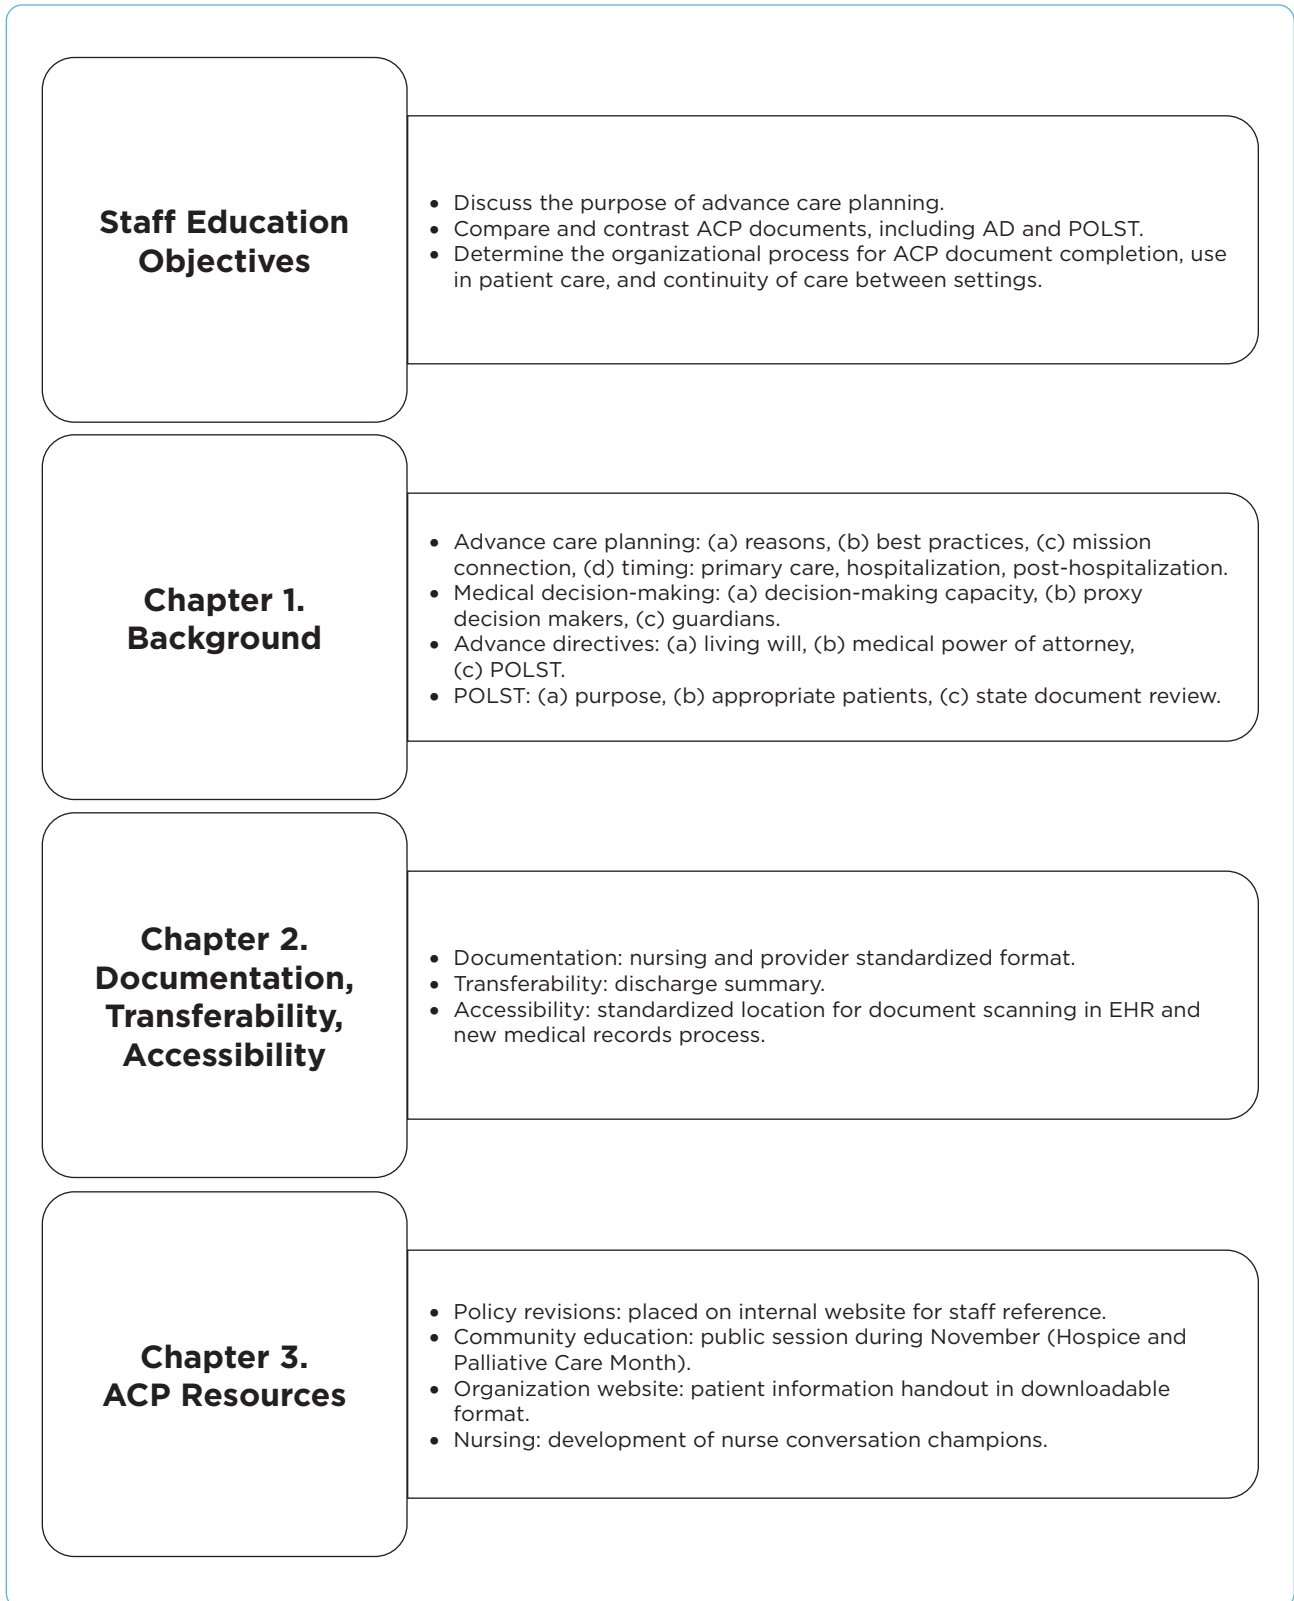 Staff Education
Objectives
• Discuss the purpose of advance care planning.
• Compare and contrast ACP documents, including AD and POLST.
• Determine the organizational process for ACP document completion, use
in patient care, and continuity of care between settings.
Chapter 1.
Background
• Advance care planning: (a) reasons, (b) best practices, (c) mission
connection, (d) timing: primary care, hospitalization, post-hospitalization.
• Medical decision-making: (a) decision-making capacity, (b) proxy
decision makers, (c) guardians.
• Advance directives: (a) living will, (b) medical power of attorney,
(c) POLST.
• POLST: (a) purpose, (b) appropriate patients, (c) state document review.
Chapter 2.
Documentation,
Transferability,
Accessibility
• Documentation: nursing and provider standardized format.
• Transferability: discharge summary.
• Accessibility: standardized location for document scanning in EHR and
new medical records process.
Chapter 3.
ACP Resources
• Policy revisions: placed on internal website for staff reference.
• Community education: public session during November (Hospice and
Palliative Care Month).
• Organization website: patient information handout in downloadable
format.
• Nursing: development of nurse conversation champions.